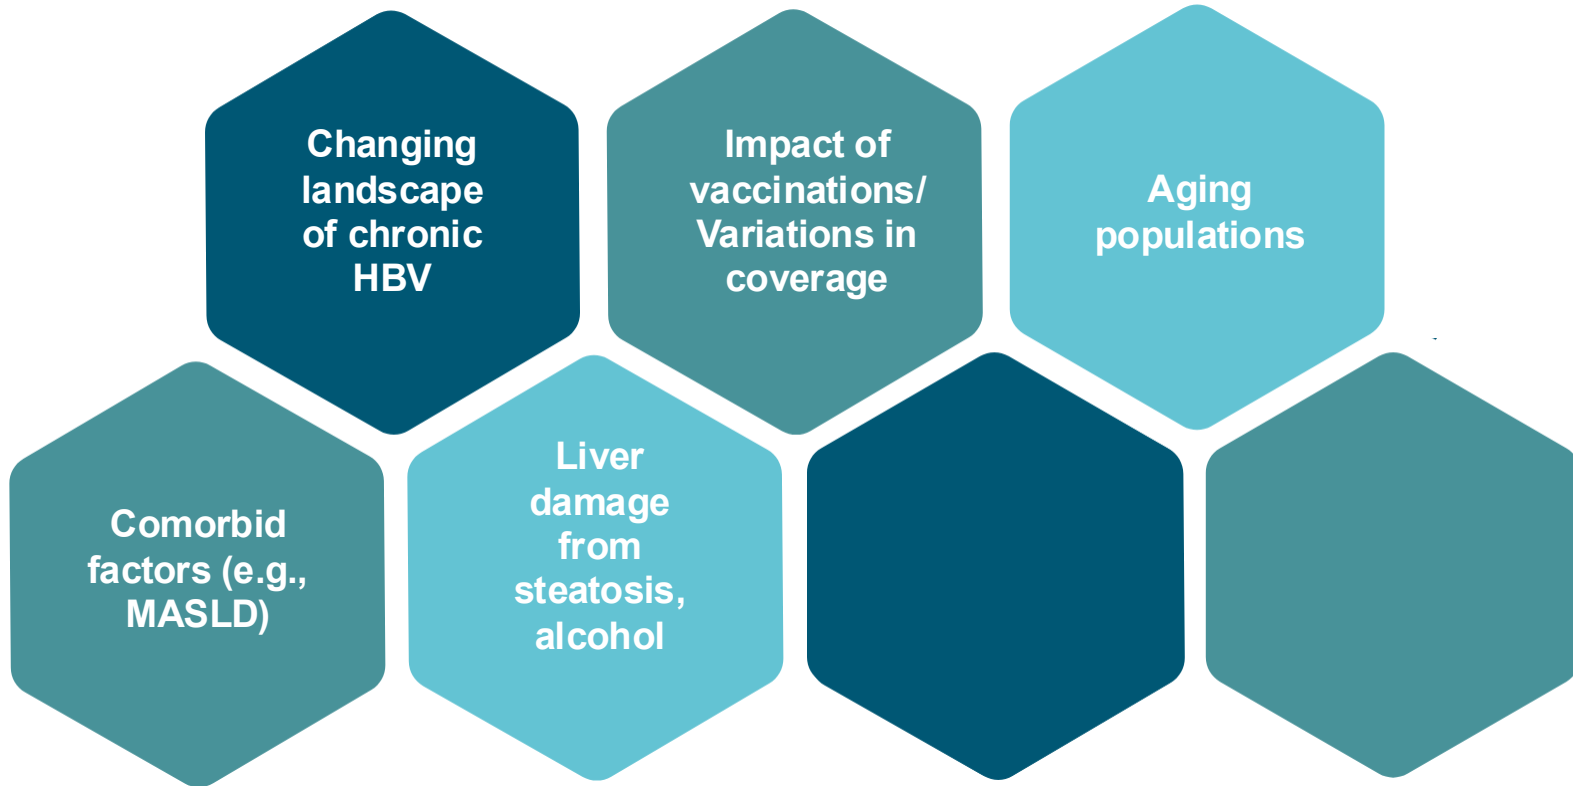 Changing
landscape
of chronic
HBV
Impact of
vaccinations/
Variations in
coverage
Aging
populations
Comorbid
factors (e.g.,
MASLD)
Liver
damage
from
steatosis,
alcohol